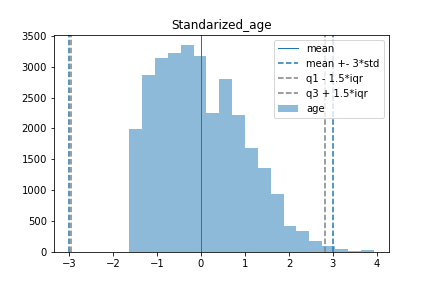 Standarized_age
3500
3000
2500
2000
1500
1000
500
0
mean
mean +- 3*std
q1 - 1.5*iqr
q3 + 1.5*iqr
age
−3 −2 −1 0 1 2 3 4